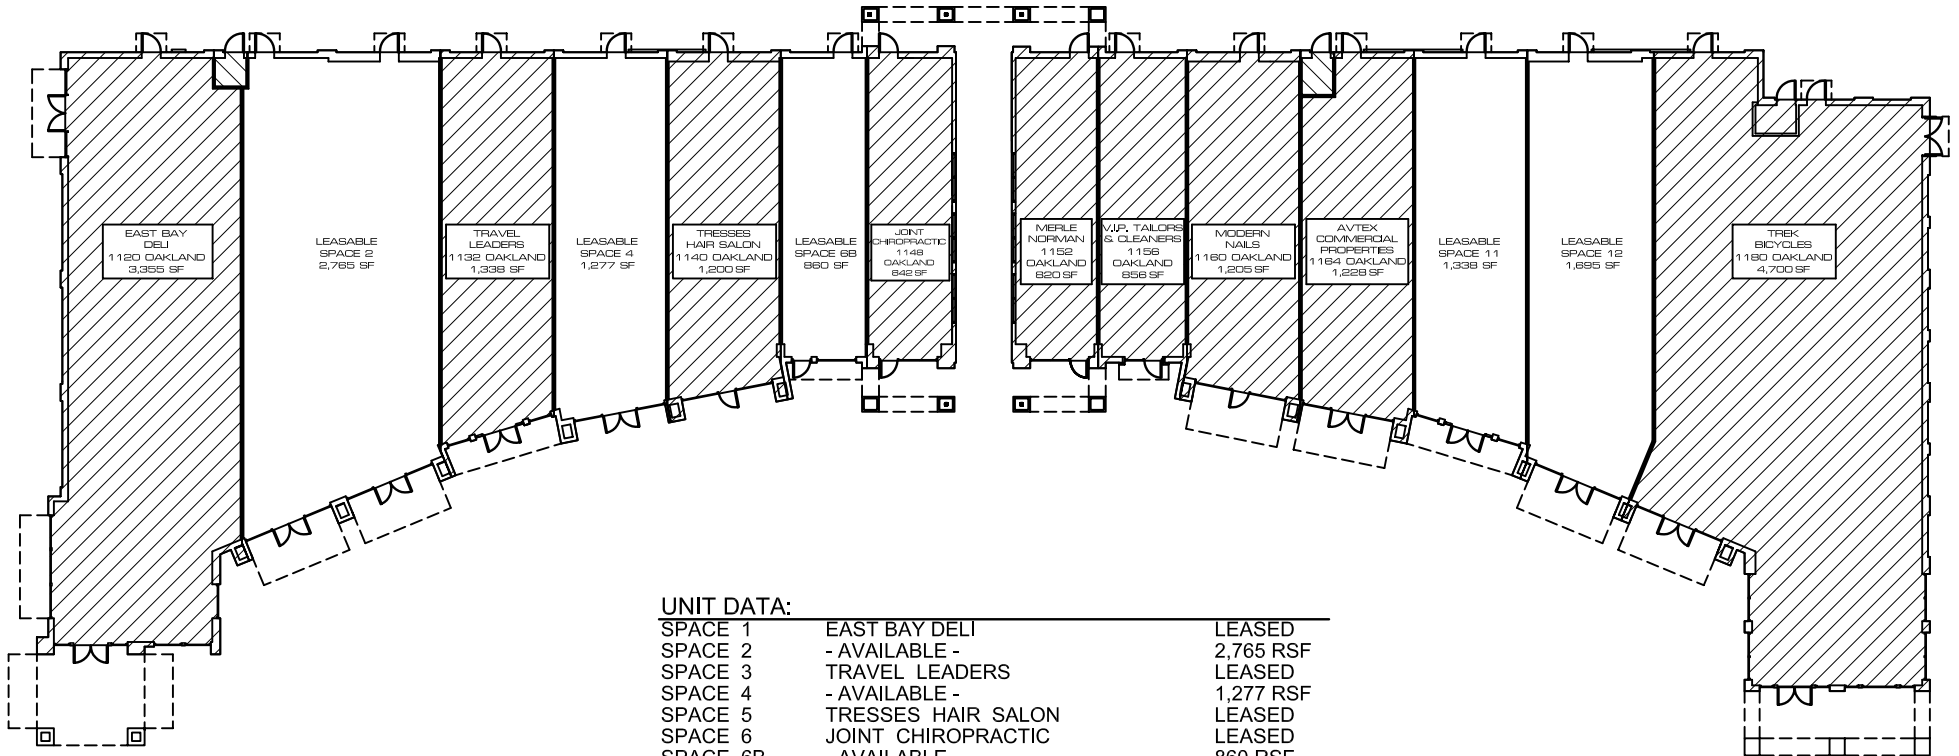 EAST BAY
DELI
1120 OAKLAND
3,355 SF
LEASABLE
SPACE 2
2,765 SF
TRAVEL
LEADERS
1132 OAKLAND
1,338 SF
LEASABLE
SPACE 4
1,277 SF
TRESSES
HAIR SALON
1140 OAKLAND
1,200 SF
LEASABLE
SPACE 6B
860 SF
JOINT
CHIROPRACTIC
1148
OAKLAND
842 SF
MERLE
NORMAN
1152
OAKLAND
820 SF
V.I.P. TAILORS
& CLEANERS
1156
OAKLAND
856 SF
MODERN
NAILS
1160 OAKLAND
1,205 SF
AVTEX
COMMERCIAL
PROPERTIES
1164 OAKLAND
1,228 SF
LEASABLE
SPACE 11
1,338 SF
LEASABLE
SPACE 12
1,695 SF
TREK
BICYCLES
1180 OAKLAND
4,700 SF
UNIT DATA:
SPACE 1 EAST BAY DELI LEASED
SPACE 2 - AVAILABLE - 2,765 RSF
SPACE 3 TRAVEL LEADERS LEASED
SPACE 4 - AVAILABLE - 1,277 RSF
SPACE 5 TRESSES HAIR SALON LEASED
SPACE 6 JOINT CHIROPRACTIC LEASED
SPACE 6B - AVAILABLE - 860 RSF